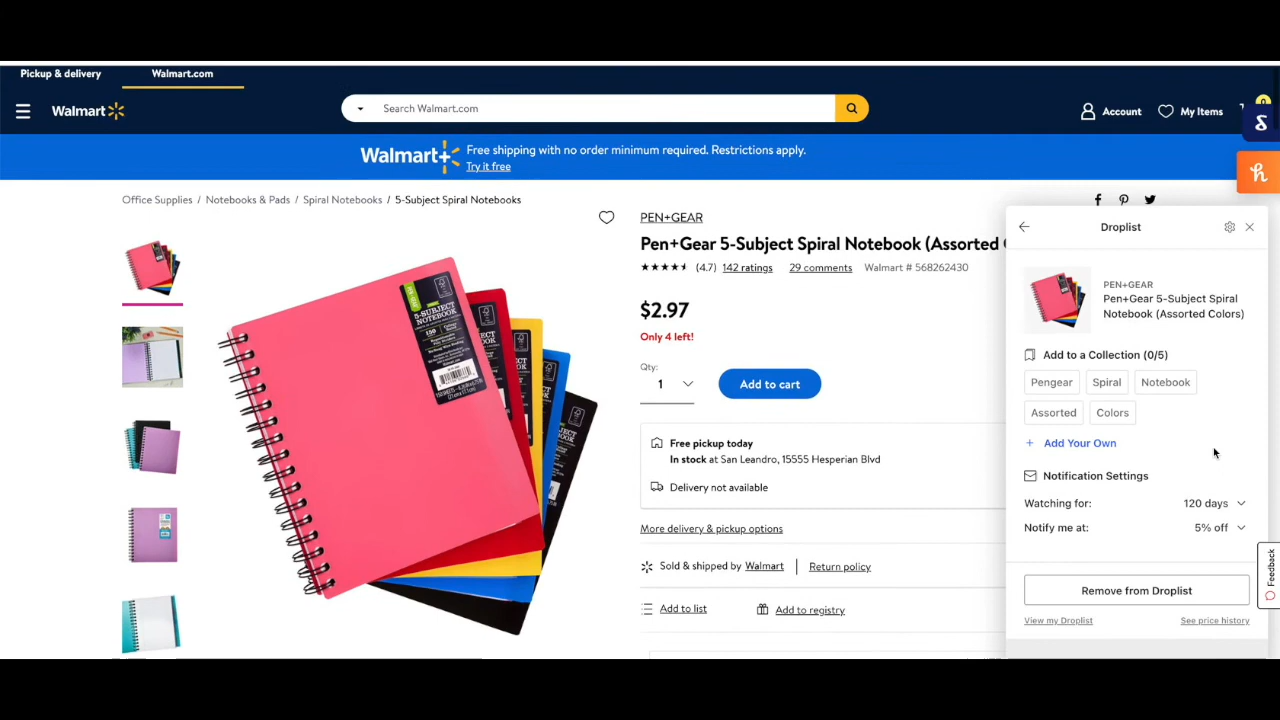 Pickup & delivery
Walmart.com
Walmart
Search Walmart.com
Account
My Items
Walmart+
Free shipping with no order minimum required. Restrictions apply.
Try it free
Office Supplies / Notebooks & Pads / Spiral Notebooks / 5-Subject Spiral Notebooks
PEN+GEAR
Pen+Gear 5-Subject Spiral Notebook (Assorted
(4.7) 142 ratings 29 comments Walmart # 568262430
$2.97
Only 4 left!
Qty:
1
Add to cart
Free pickup today
In stock at San Leandro, 15555 Hesperian Blvd
Delivery not available
More delivery & pickup options
Sold & shipped by Walmart
Return policy
Add to list
Add to registry
5-SUBJECT
NOTEBOOK
Droplist
PEN+GEAR
Pen+Gear 5-Subject Spiral
Notebook (Assorted Colors)
Add to a Collection (0/5)
Pengear Spiral Notebook
Assorted Colors
+ Add Your Own
Notification Settings
Watching for: 120 days
Notify me at: 5% off
Remove from Droplist
View my Droplist
See price history
Feedback